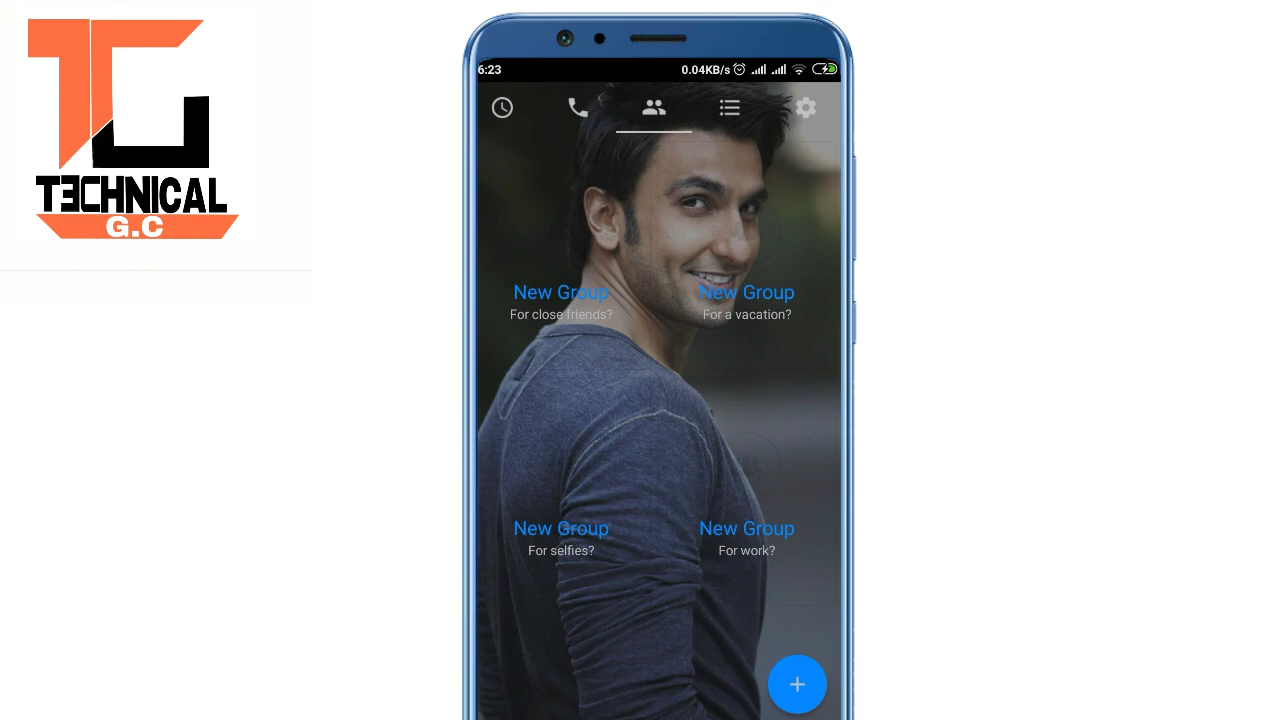 TECHNICAL
G.C
6:23
0.04KB/s
New Group
For close friends?
New Group
For a vacation?
New Group
For selfies?
New Group
For work?